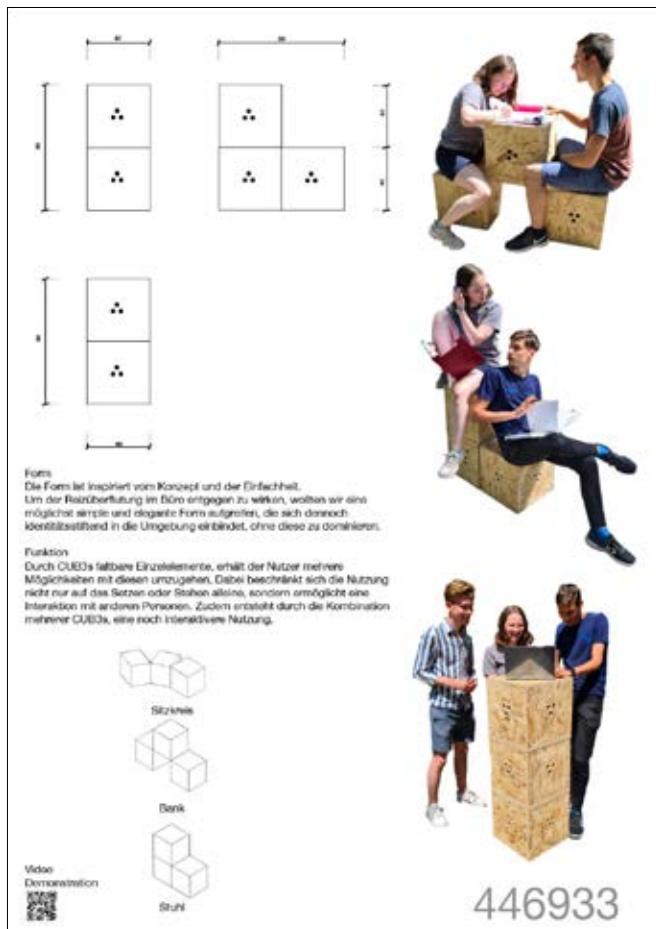 Form
Die Form ist inspiriert vom Konzept und der Einfachheit.
Um der Reizüberflutung im Büro entgegen zu wirken, wollten wir eine
möglichst simple und elegante Form aufgreifen, die sich dennoch
identitätsstiftend in die Umgebung einbindet, ohne diese zu dominieren.
Funktion
Durch CUB3s faltbare Einzelelemente, erhält der Nutzer mehrere
Möglichkeiten mit diesen umzugehen. Dabei beschränkt sich die Nutzung
nicht nur auf das Setzen oder Stehen alleine, sondern ermöglicht eine
Interaktion mit anderen Personen. Zudem entsteht durch die Kombination
mehrerer CUB3s, eine noch interaktivere Nutzung.
Sitzkreis
Bank
Stuhl
Video
Demonstration
446933